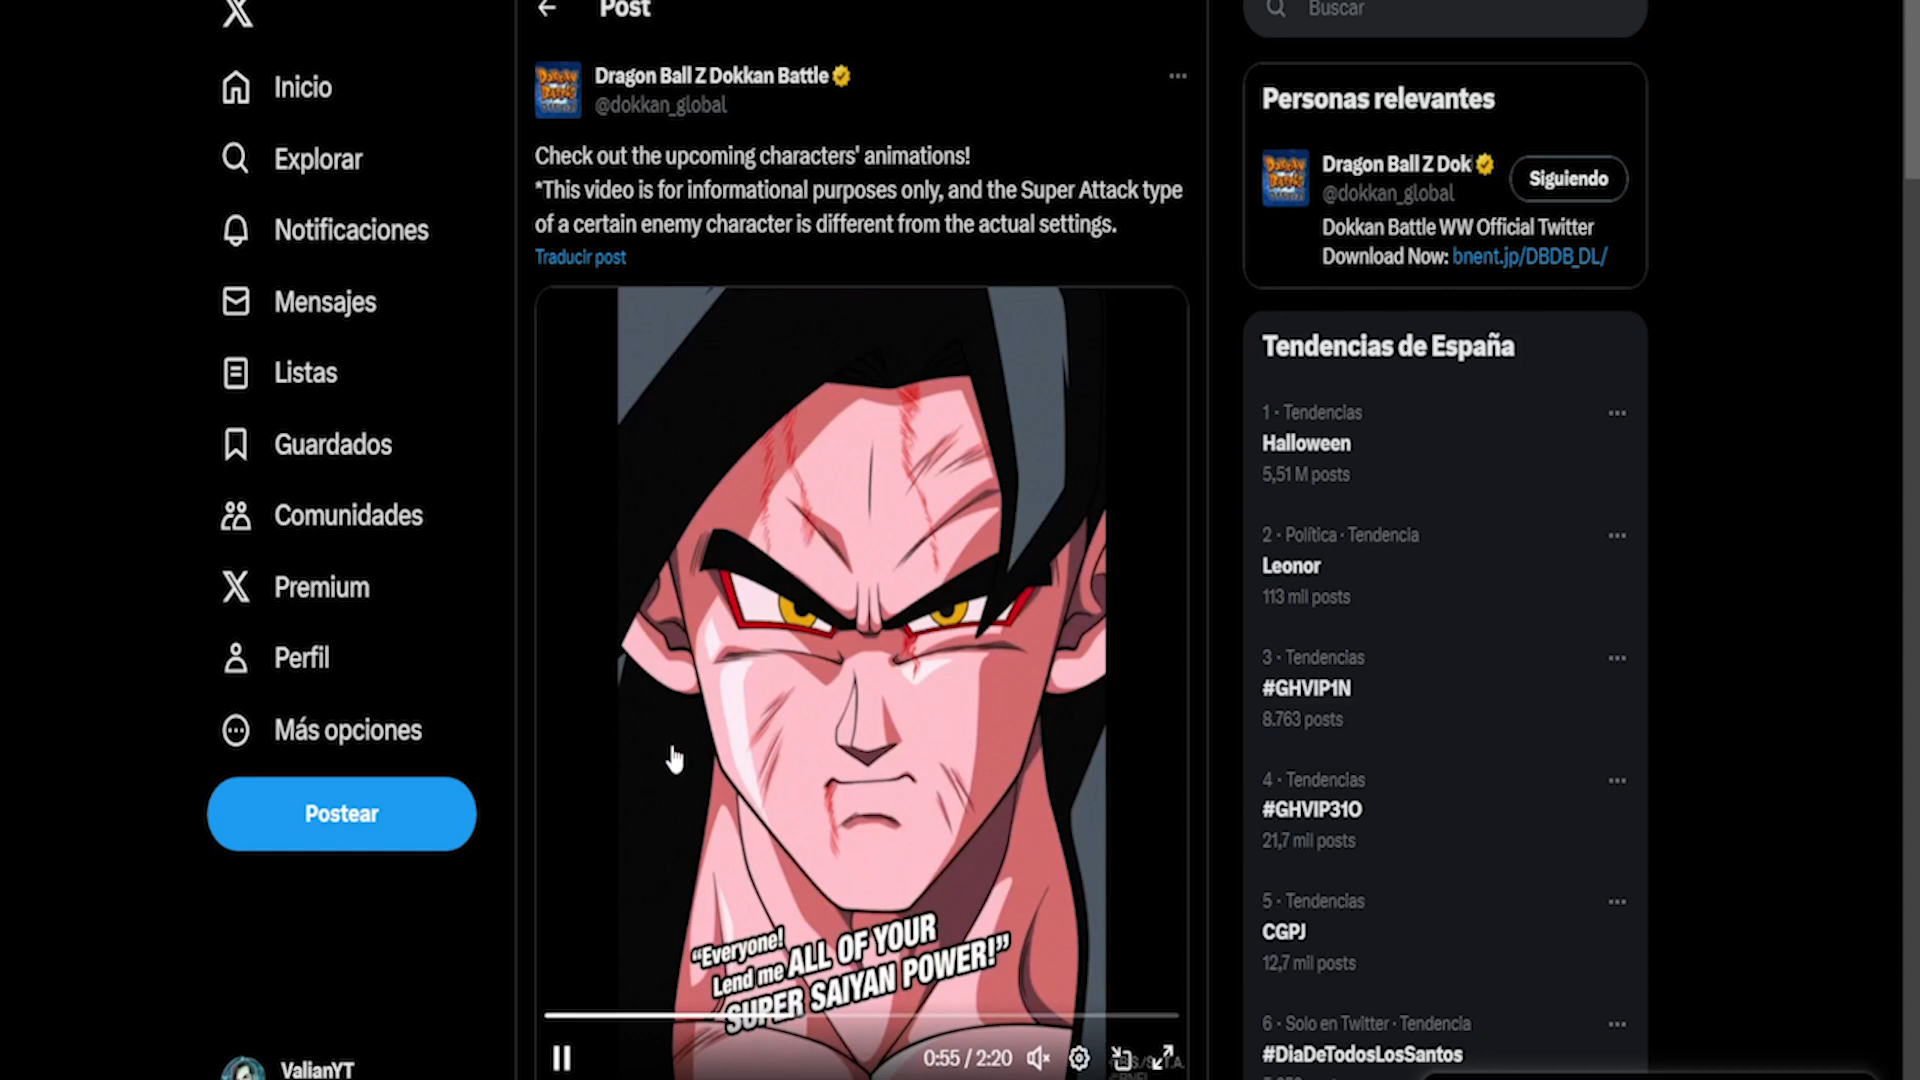 Post
Buscar
Inicio
Explorar
Notificaciones
Mensajes
Listas
Guardados
Comunidades
Premium
Perfil
Más opciones
Postear
ValianYT
Dragon Ball Z Dokkan Battle
@dokkan_global
Check out the upcoming characters' animations!
*This video is for informational purposes only, and the Super Attack type
of a certain enemy character is different from the actual settings.
Traducir post
“Everyone!
Lend me ALL OF YOUR
SUPER SAIYAN POWER!”
0:55 / 2:20
Personas relevantes
Dragon Ball Z Dok
@dokkan_global
Siguiendo
Dokkan Battle WW Official Twitter
Download Now: bnent.jp/DBDB_DL/
Tendencias de España
1 · Tendencias
Halloween
5,51 M posts
2 · Política · Tendencia
Leonor
113 mil posts
3 · Tendencias
#GHVIP1N
8.763 posts
4 · Tendencias
#GHVIP31O
21,7 mil posts
5 · Tendencias
CGPJ
12,7 mil posts
6 · Solo en Twitter · Tendencia
#DiaDeTodosLosSantos